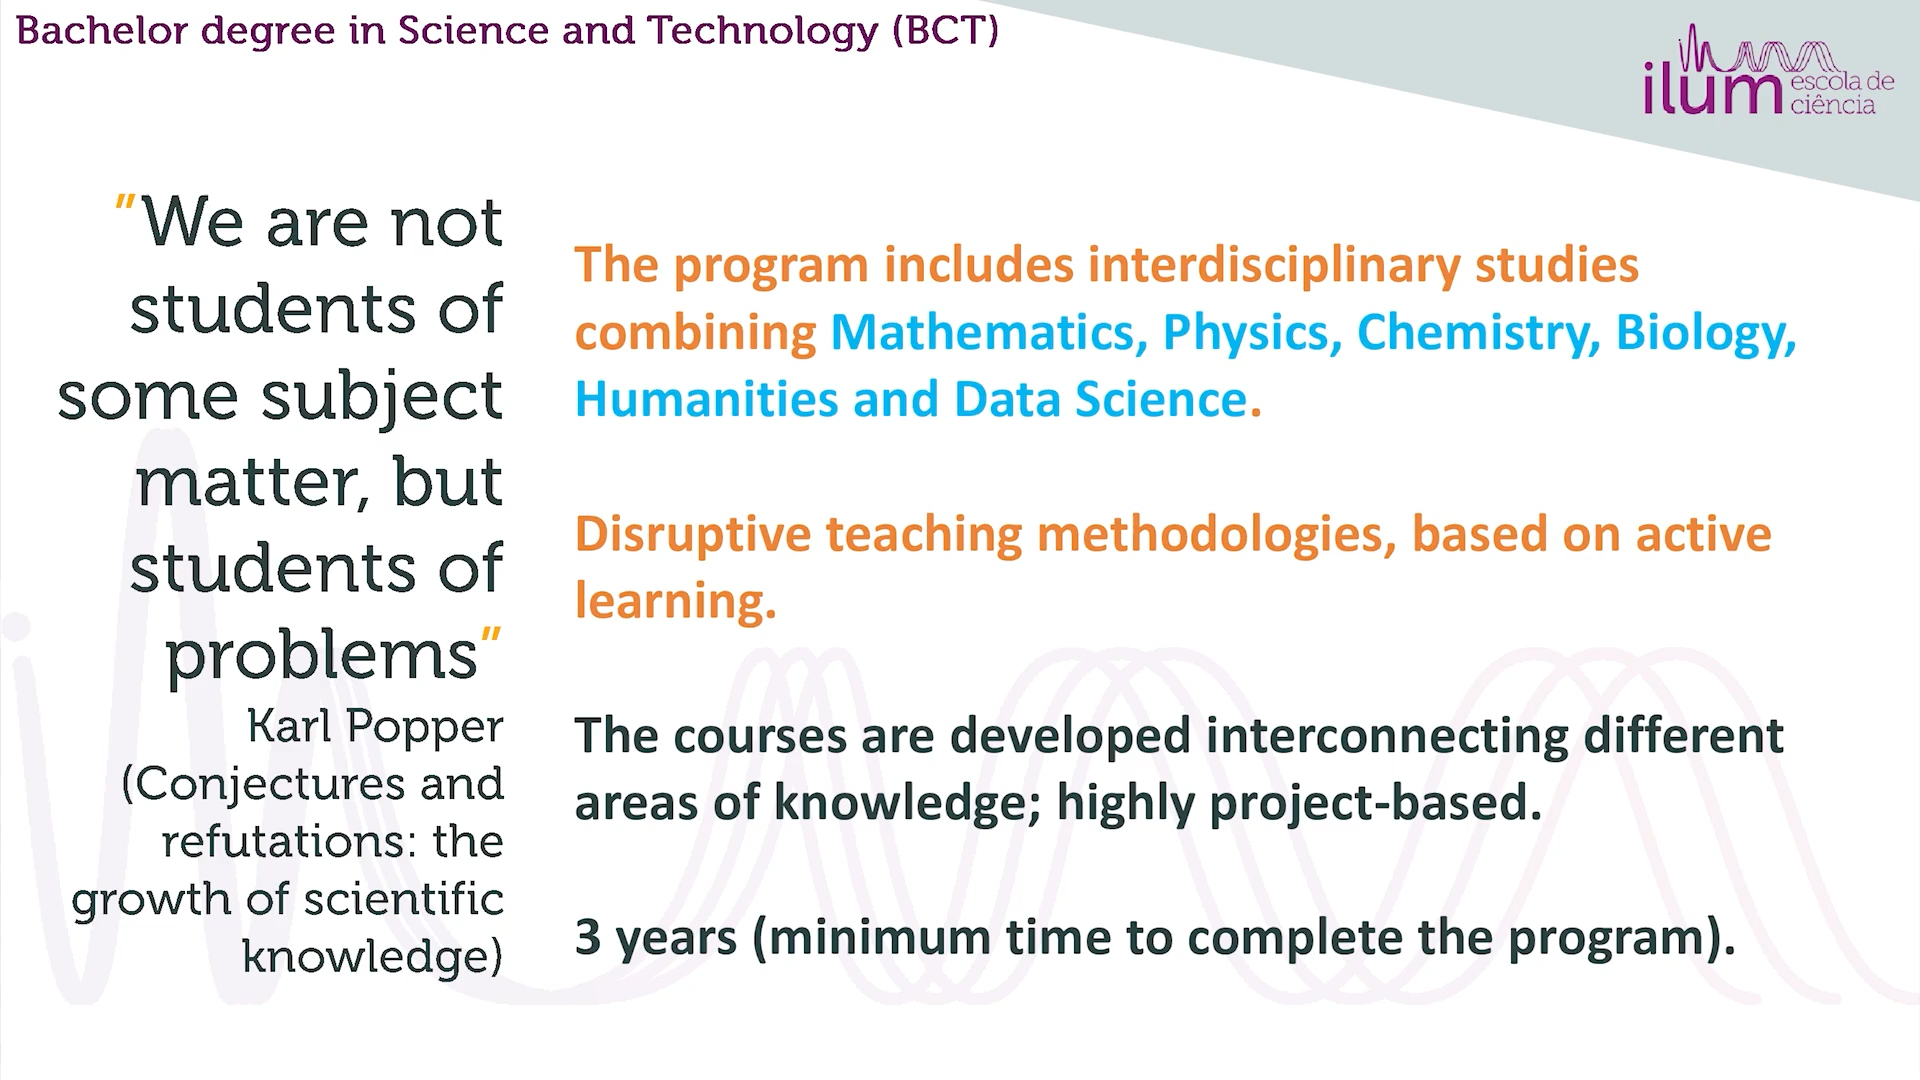 Bachelor degree in Science and Technology (BCT)
ilum escola de
ciência
"We are not
students of
some subject
matter, but
students of
problems"
Karl Popper
(Conjectures and
refutations: the
growth of scientific
knowledge)
The program includes interdisciplinary studies
combining Mathematics, Physics, Chemistry, Biology,
Humanities and Data Science.
Disruptive teaching methodologies, based on active
learning.
The courses are developed interconnecting different
areas of knowledge; highly project-based.
3 years (minimum time to complete the program).